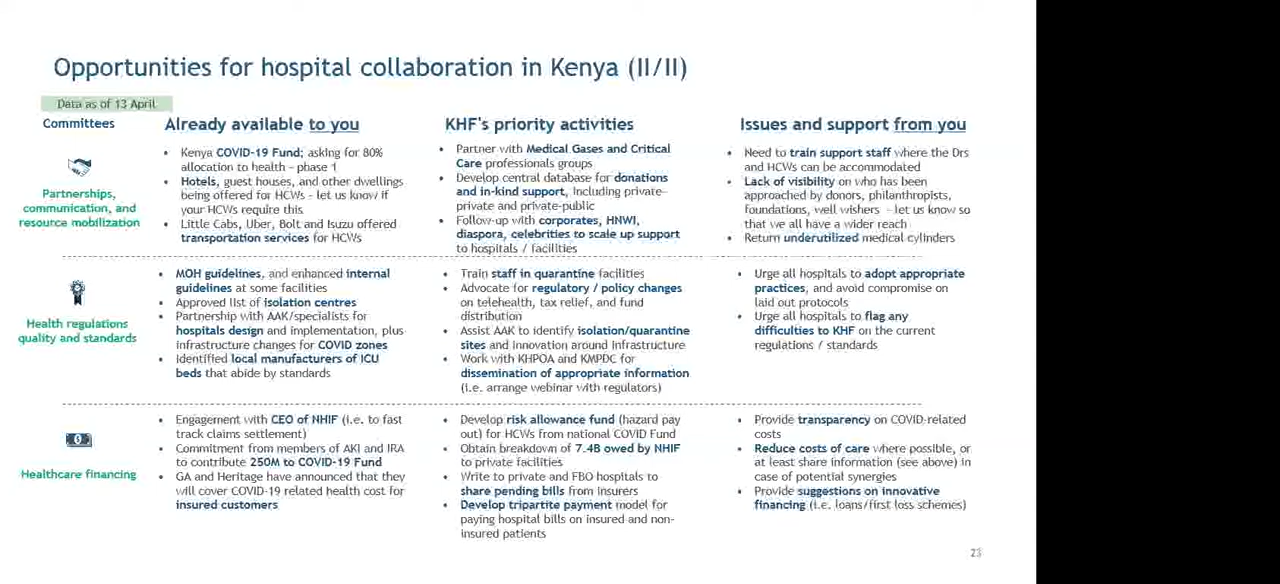 Opportunities for hospital collaboration in Kenya (II/II)
Data as of 13 April
Committees
Already available to you
KHF's priority activities
Issues and support from you
Partnerships,
communication, and
resource mobilization
• Kenya COVID-19 Fund; asking for 80%
allocation to health - phase 1
• Hotels, guest houses, and other dwellings
being offered for HCWs - let us know if
your HCWs require this
• Little Cabs, Uber, Bolt and Isuzu offered
transportation services for HCWs
• Partner with Medical Gases and Critical
Care professionals groups
• Develop central database for donations
and in-kind support, including private-
private and private-public
• Follow-up with corporates, HNWI,
diaspora, celebrities to scale up support
to hospitals / facilities
• Need to train support staff where the Drs
and HCWs can be accommodated
• Lack of visibility on who has been
approached by donors, philanthropists,
foundations, well wishers - let us know so
that we all have a wider reach
• Return underutilized medical cylinders
Health regulations
quality and standards
• MOH guidelines, and enhanced internal
guidelines at some facilities
• Approved list of isolation centres
• Partnership with AAK/specialists for
hospitals design and implementation, plus
infrastructure changes for COVID zones
• Identified local manufacturers of ICU
beds that abide by standards
• Train staff in quarantine facilities
• Advocate for regulatory / policy changes
on telehealth, tax relief, and fund
distribution
• Assist AAK to identify isolation/quarantine
sites and innovation around infrastructure
• Work with KHPOA and KMPDC for
dissemination of appropriate information
(i.e. arrange webinar with regulators)
• Urge all hospitals to adopt appropriate
practices, and avoid compromise on
laid out protocols
• Urge all hospitals to flag any
difficulties to KHF on the current
regulations / standards
Healthcare financing
• Engagement with CEO of NHIF (i.e. to fast
track claims settlement)
• Commitment from members of AKI and IRA
to contribute 250M to COVID-19 Fund
• GA and Heritage have announced that they
will cover COVID-19 related health cost for
insured customers
• Develop risk allowance fund (hazard pay
out) for HCWs from national COVID Fund
• Obtain breakdown of 7.4B owed by NHIF
to private facilities
• Write to private and FBO hospitals to
share pending bills from insurers
• Develop tripartite payment model for
paying hospital bills on insured and non-
insured patients
• Provide transparency on COVID-related
costs
• Reduce costs of care where possible, or
at least share information (see above) in
case of potential synergies
• Provide suggestions on innovative
financing (i.e. loans/first loss schemes)
23